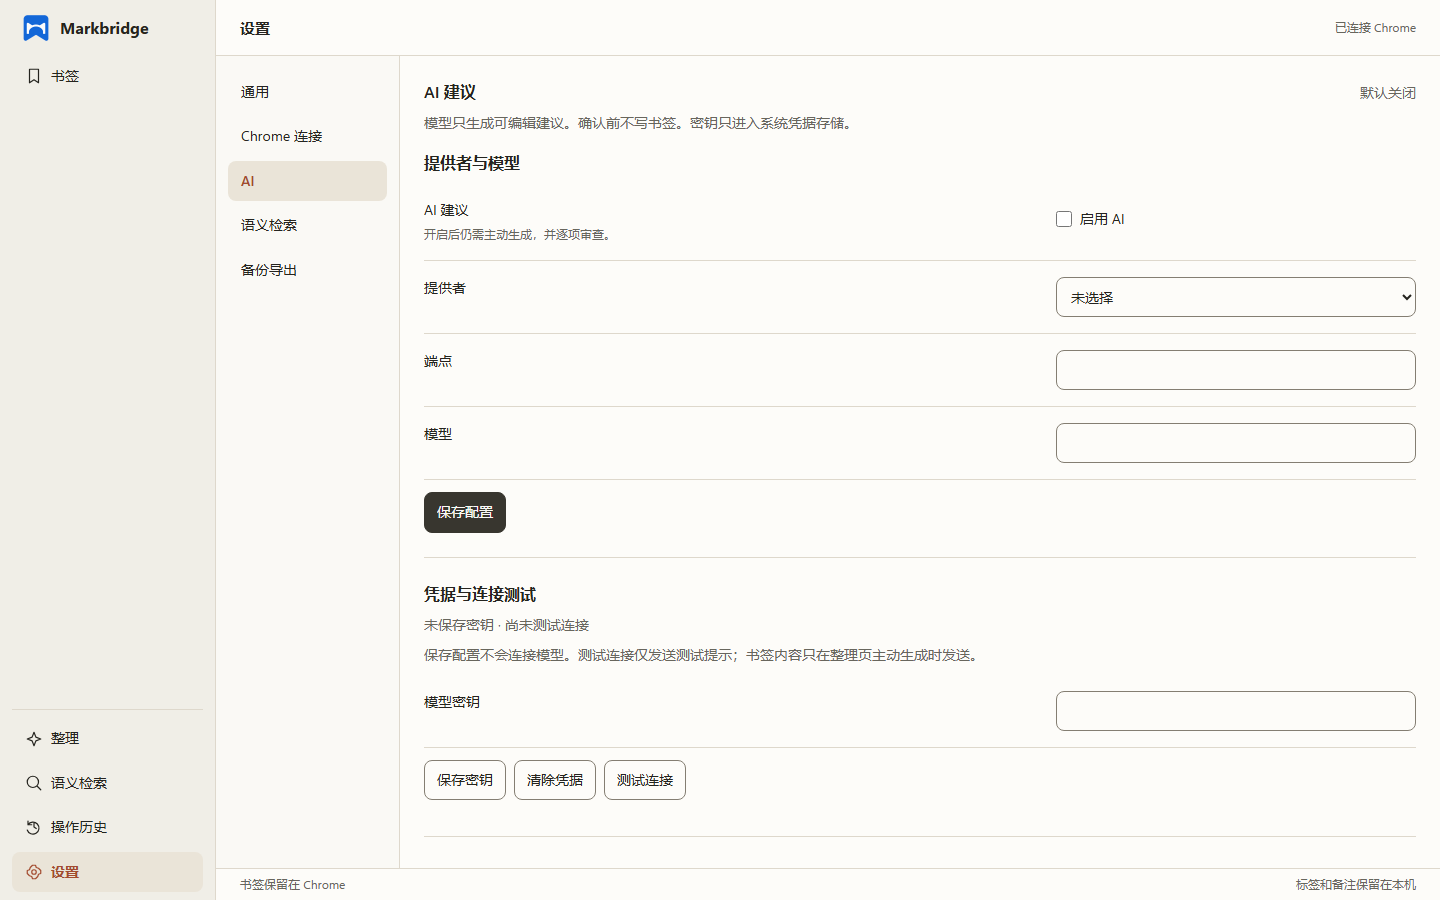 Markbridge
书签
整理
语义检索
操作历史
设置
设置
已连接 Chrome
通用
Chrome 连接
AI
语义检索
备份导出
AI 建议
默认关闭
模型只生成可编辑建议。确认前不写书签。密钥只进入系统凭据存储。
提供者与模型
AI 建议
开启后仍需主动生成，并逐项审查。
启用 AI
提供者
未选择
端点
模型
保存配置
凭据与连接测试
未保存密钥 · 尚未测试连接
保存配置不会连接模型。测试连接仅发送测试提示；书签内容只在整理页主动生成时发送。
模型密钥
保存密钥
清除凭据
测试连接
书签保留在 Chrome
标签和备注保留在本机